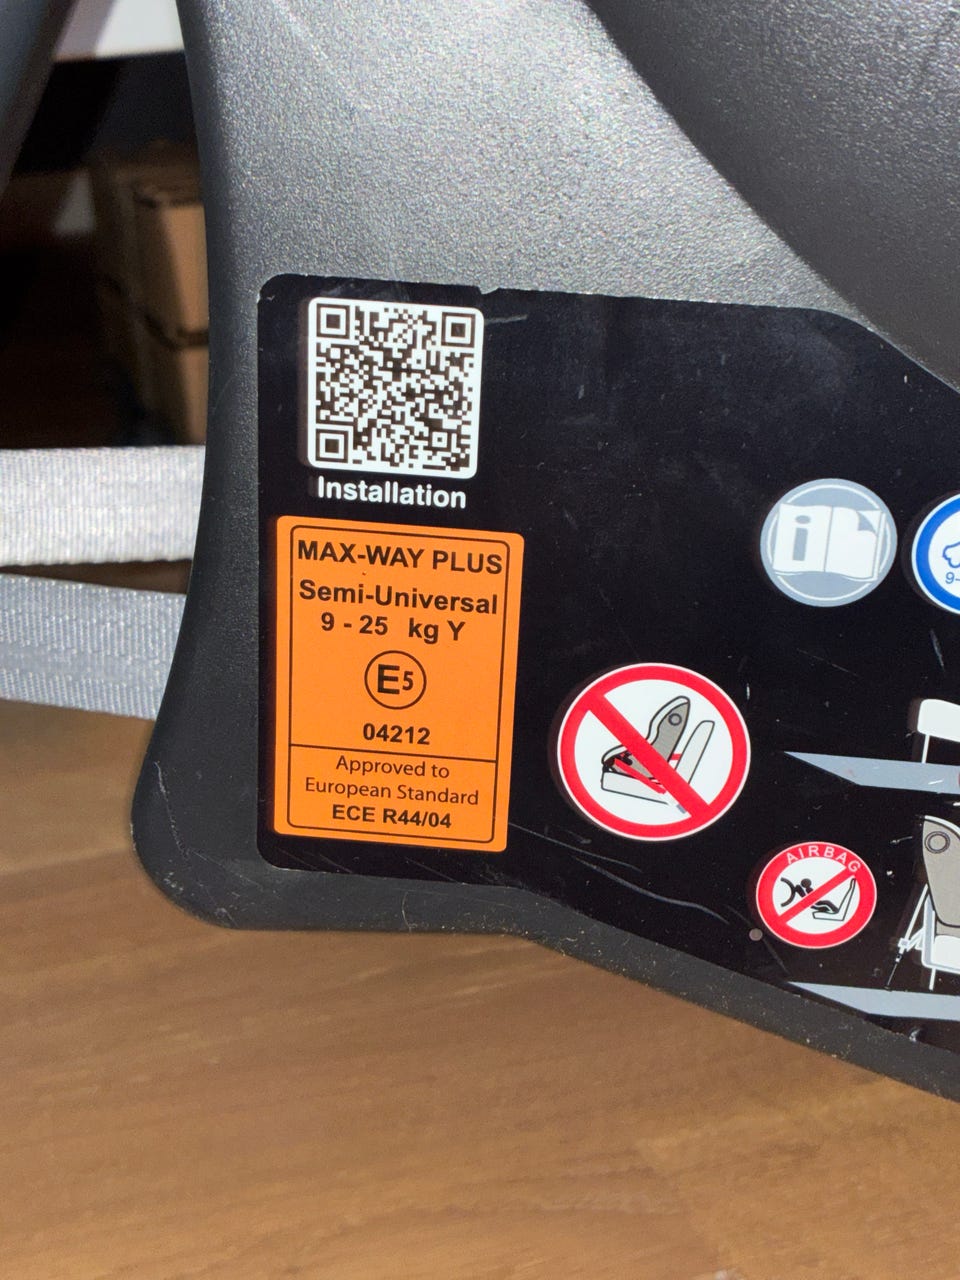 Installation
MAX-WAY PLUS
Semi-Universal
9 - 25 kg Y
E5
04212
Approved to
European Standard
ECE R44/04
i
9-
AIRBAG